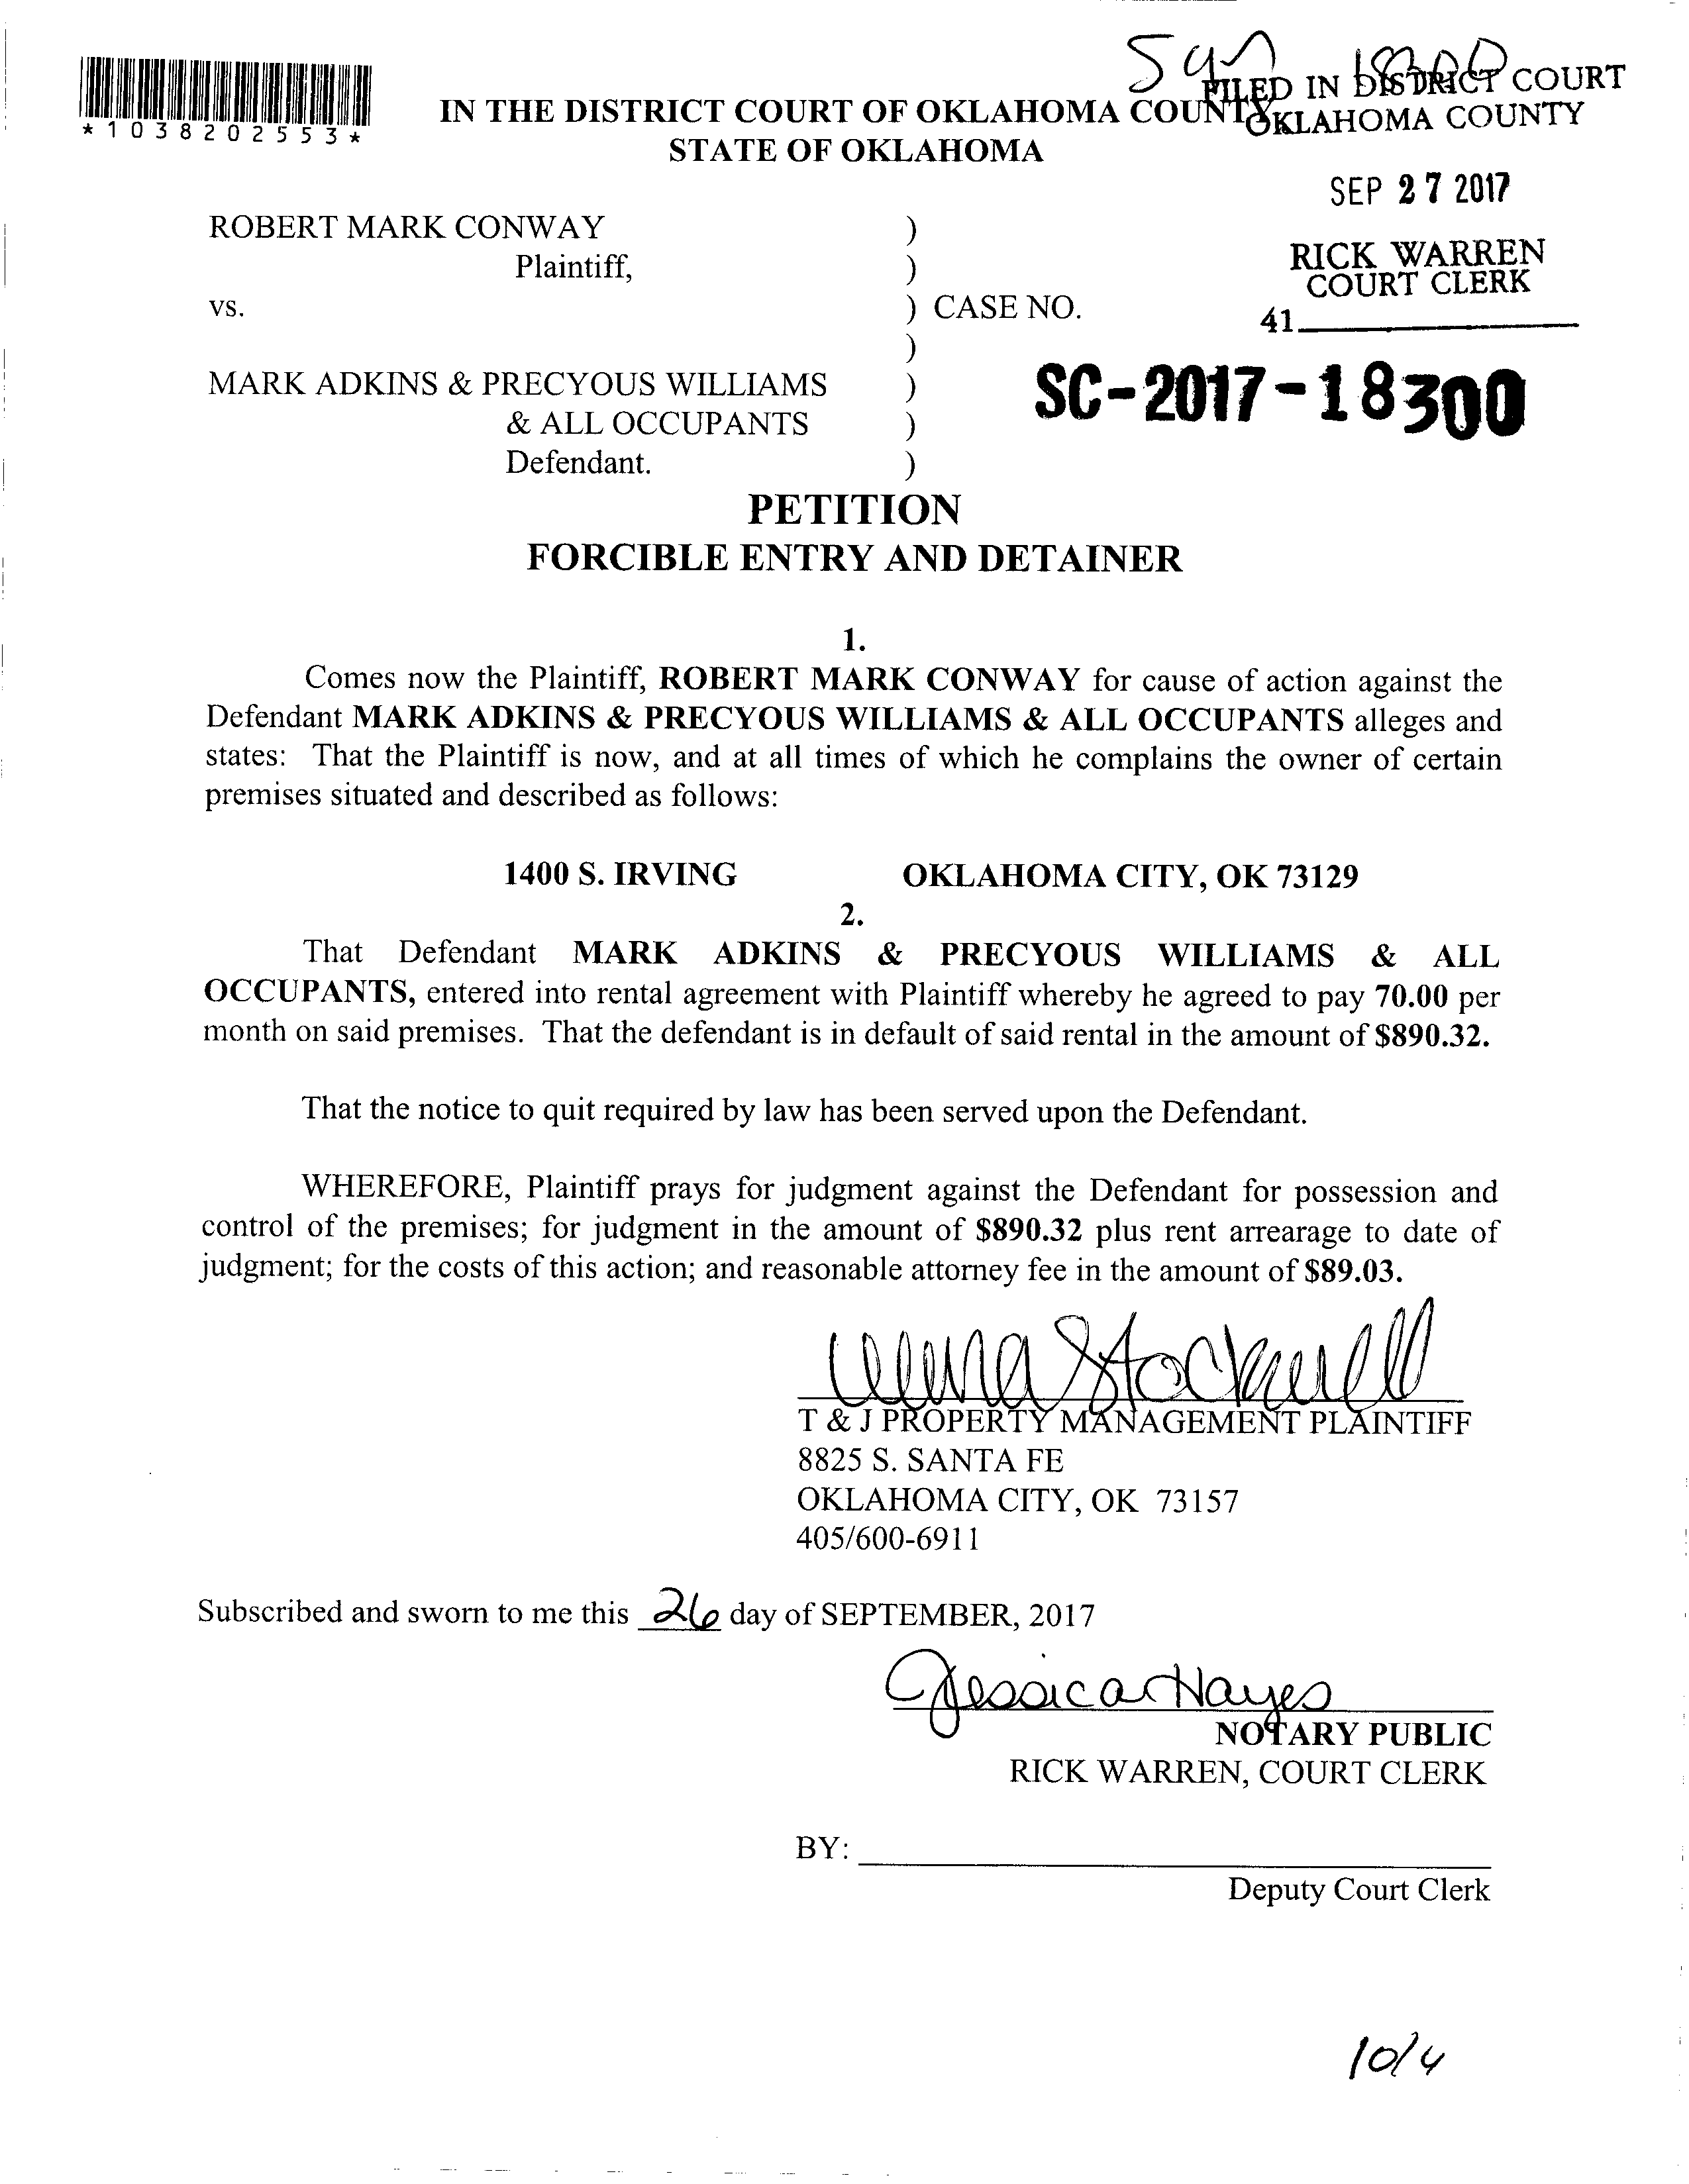 *1038202553*
IN THE DISTRICT COURT OF OKLAHOMA COUNTY
STATE OF OKLAHOMA
FILED IN DISTRICT COURT
OKLAHOMA COUNTY
SEP 27 2017
RICK WARREN
COURT CLERK
41
ROBERT MARK CONWAY )
Plaintiff, )
vs. ) CASE NO.
)
SC-2017-18300
MARK ADKINS & PRECYOUS WILLIAMS )
& ALL OCCUPANTS )
Defendant. )
PETITION
FORCIBLE ENTRY AND DETAINER
1.
Comes now the Plaintiff, ROBERT MARK CONWAY for cause of action against the
Defendant MARK ADKINS & PRECYOUS WILLIAMS & ALL OCCUPANTS alleges and
states: That the Plaintiff is now, and at all times of which he complains the owner of certain
premises situated and described as follows:
1400 S. IRVING OKLAHOMA CITY, OK 73129
2.
That Defendant MARK ADKINS & PRECYOUS WILLIAMS & ALL
OCCUPANTS, entered into rental agreement with Plaintiff whereby he agreed to pay 70.00 per
month on said premises. That the defendant is in default of said rental in the amount of $890.32.
That the notice to quit required by law has been served upon the Defendant.
WHEREFORE, Plaintiff prays for judgment against the Defendant for possession and
control of the premises; for judgment in the amount of $890.32 plus rent arrearage to date of
judgment; for the costs of this action; and reasonable attorney fee in the amount of $89.03.
T & J PROPERTY MANAGEMENT PLAINTIFF
8825 S. SANTA FE
OKLAHOMA CITY, OK 73157
405/600-6911
Subscribed and sworn to me this 26 day of SEPTEMBER, 2017
Jessica Hayes
NOTARY PUBLIC
RICK WARREN, COURT CLERK
BY:
Deputy Court Clerk
10/4